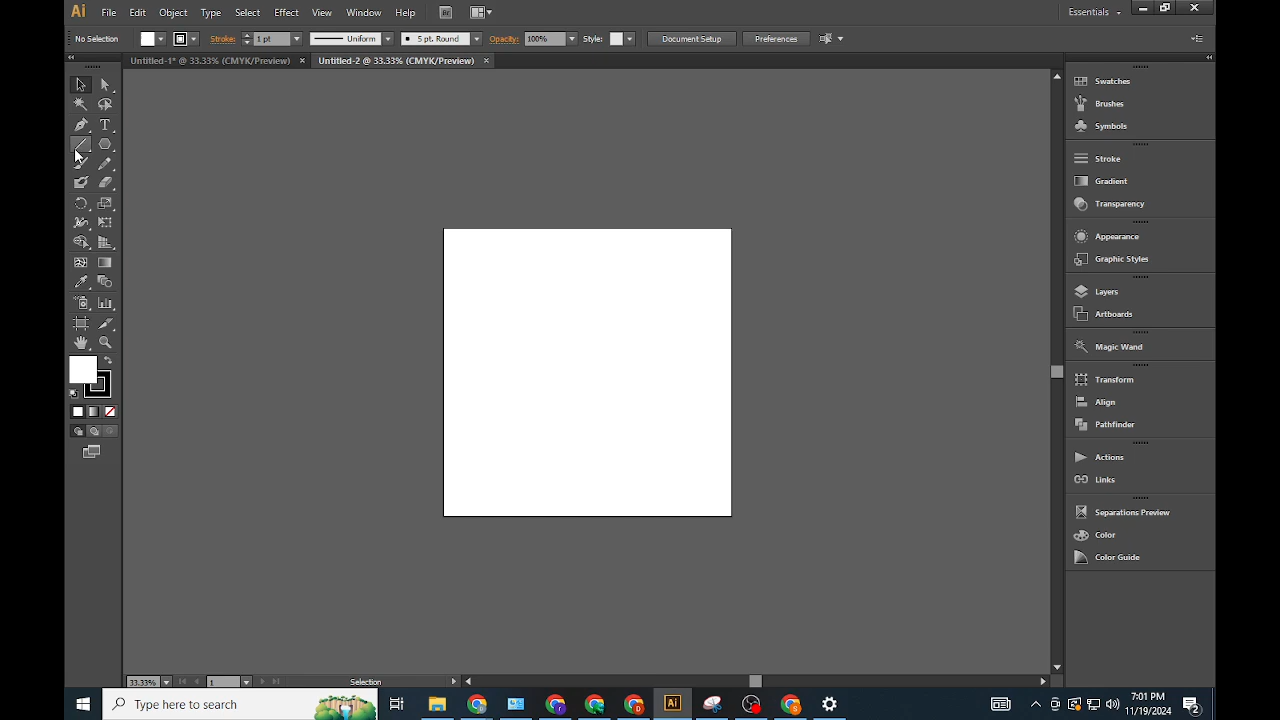 Ai File Edit Object Type Select Effect View Window Help Br Essentials
No Selection Stroke: 1 pt Uniform 5 pt. Round Opacity: 100% Style: Document Setup Preferences
Untitled-1* @ 33.33% (CMYK/Preview) × Untitled-2 @ 33.33% (CMYK/Preview) ×
T
Swatches
Brushes
Symbols
Stroke
Gradient
Transparency
Appearance
Graphic Styles
Layers
Artboards
Magic Wand
Transform
Align
Pathfinder
Actions
Links
Separations Preview
Color
Color Guide
33.33% 1 Selection
Type here to search Ai 7:01 PM
11/19/2024